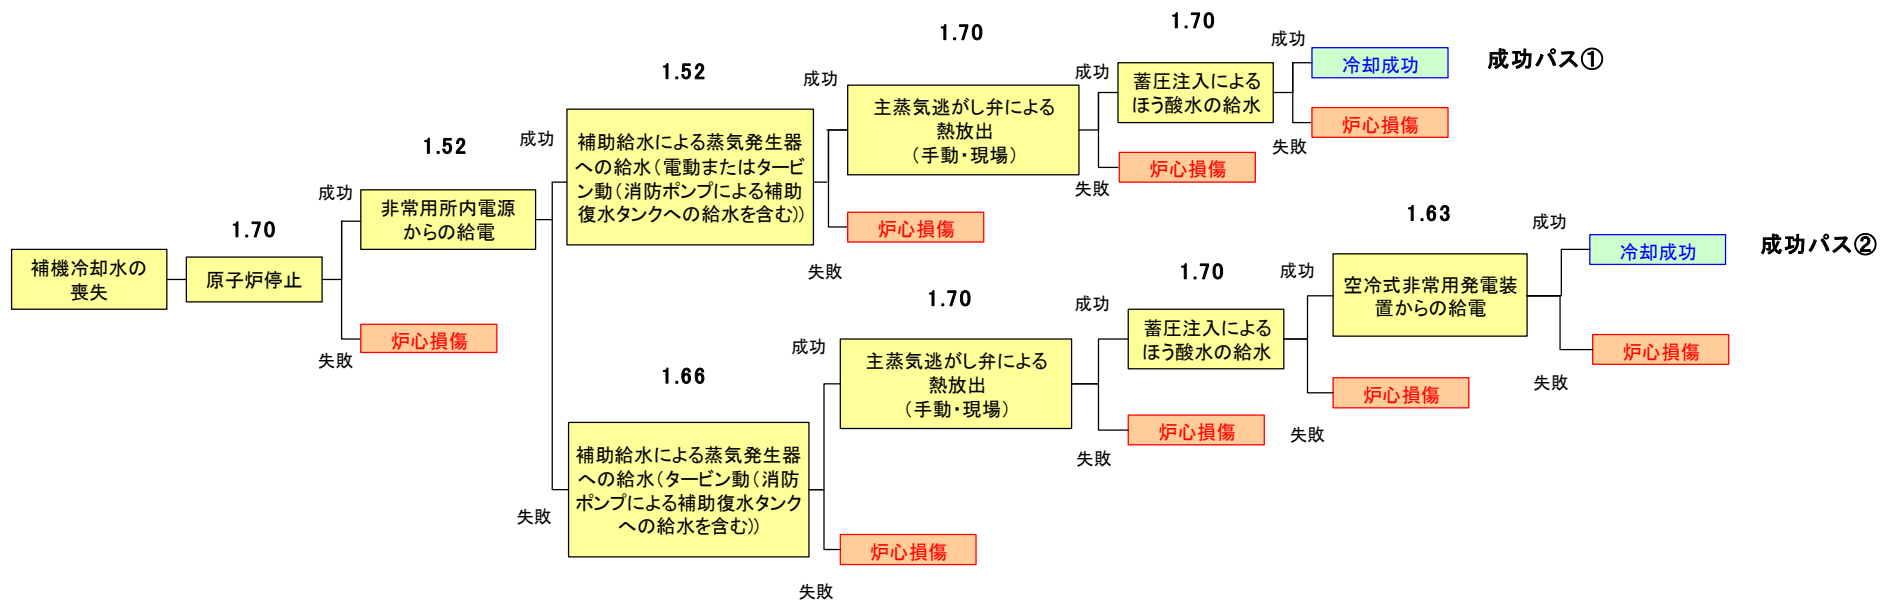 補機冷却水の
喪失
1.70
原子炉停止
成功
失敗
炉心損傷
1.52
非常用所内電源
からの給電
成功
失敗
1.52
補助給水による蒸気発生器
への給水(電動またはタービ
ン動(消防ポンプによる補助
復水タンクへの給水を含む))
成功
失敗
炉心損傷
1.70
主蒸気逃がし弁による
熱放出
(手動・現場)
成功
失敗
炉心損傷
1.70
蓄圧注入による
ほう酸水の給水
成功
失敗
冷却成功
炉心損傷
成功パス①
1.66
補助給水による蒸気発生器
への給水(タービン動(消防
ポンプによる補助復水タンク
への給水を含む))
成功
失敗
炉心損傷
1.70
主蒸気逃がし弁による
熱放出
(手動・現場)
成功
失敗
炉心損傷
1.70
蓄圧注入による
ほう酸水の給水
成功
失敗
炉心損傷
1.63
空冷式非常用発電装
置からの給電
成功
失敗
冷却成功
炉心損傷
成功パス②